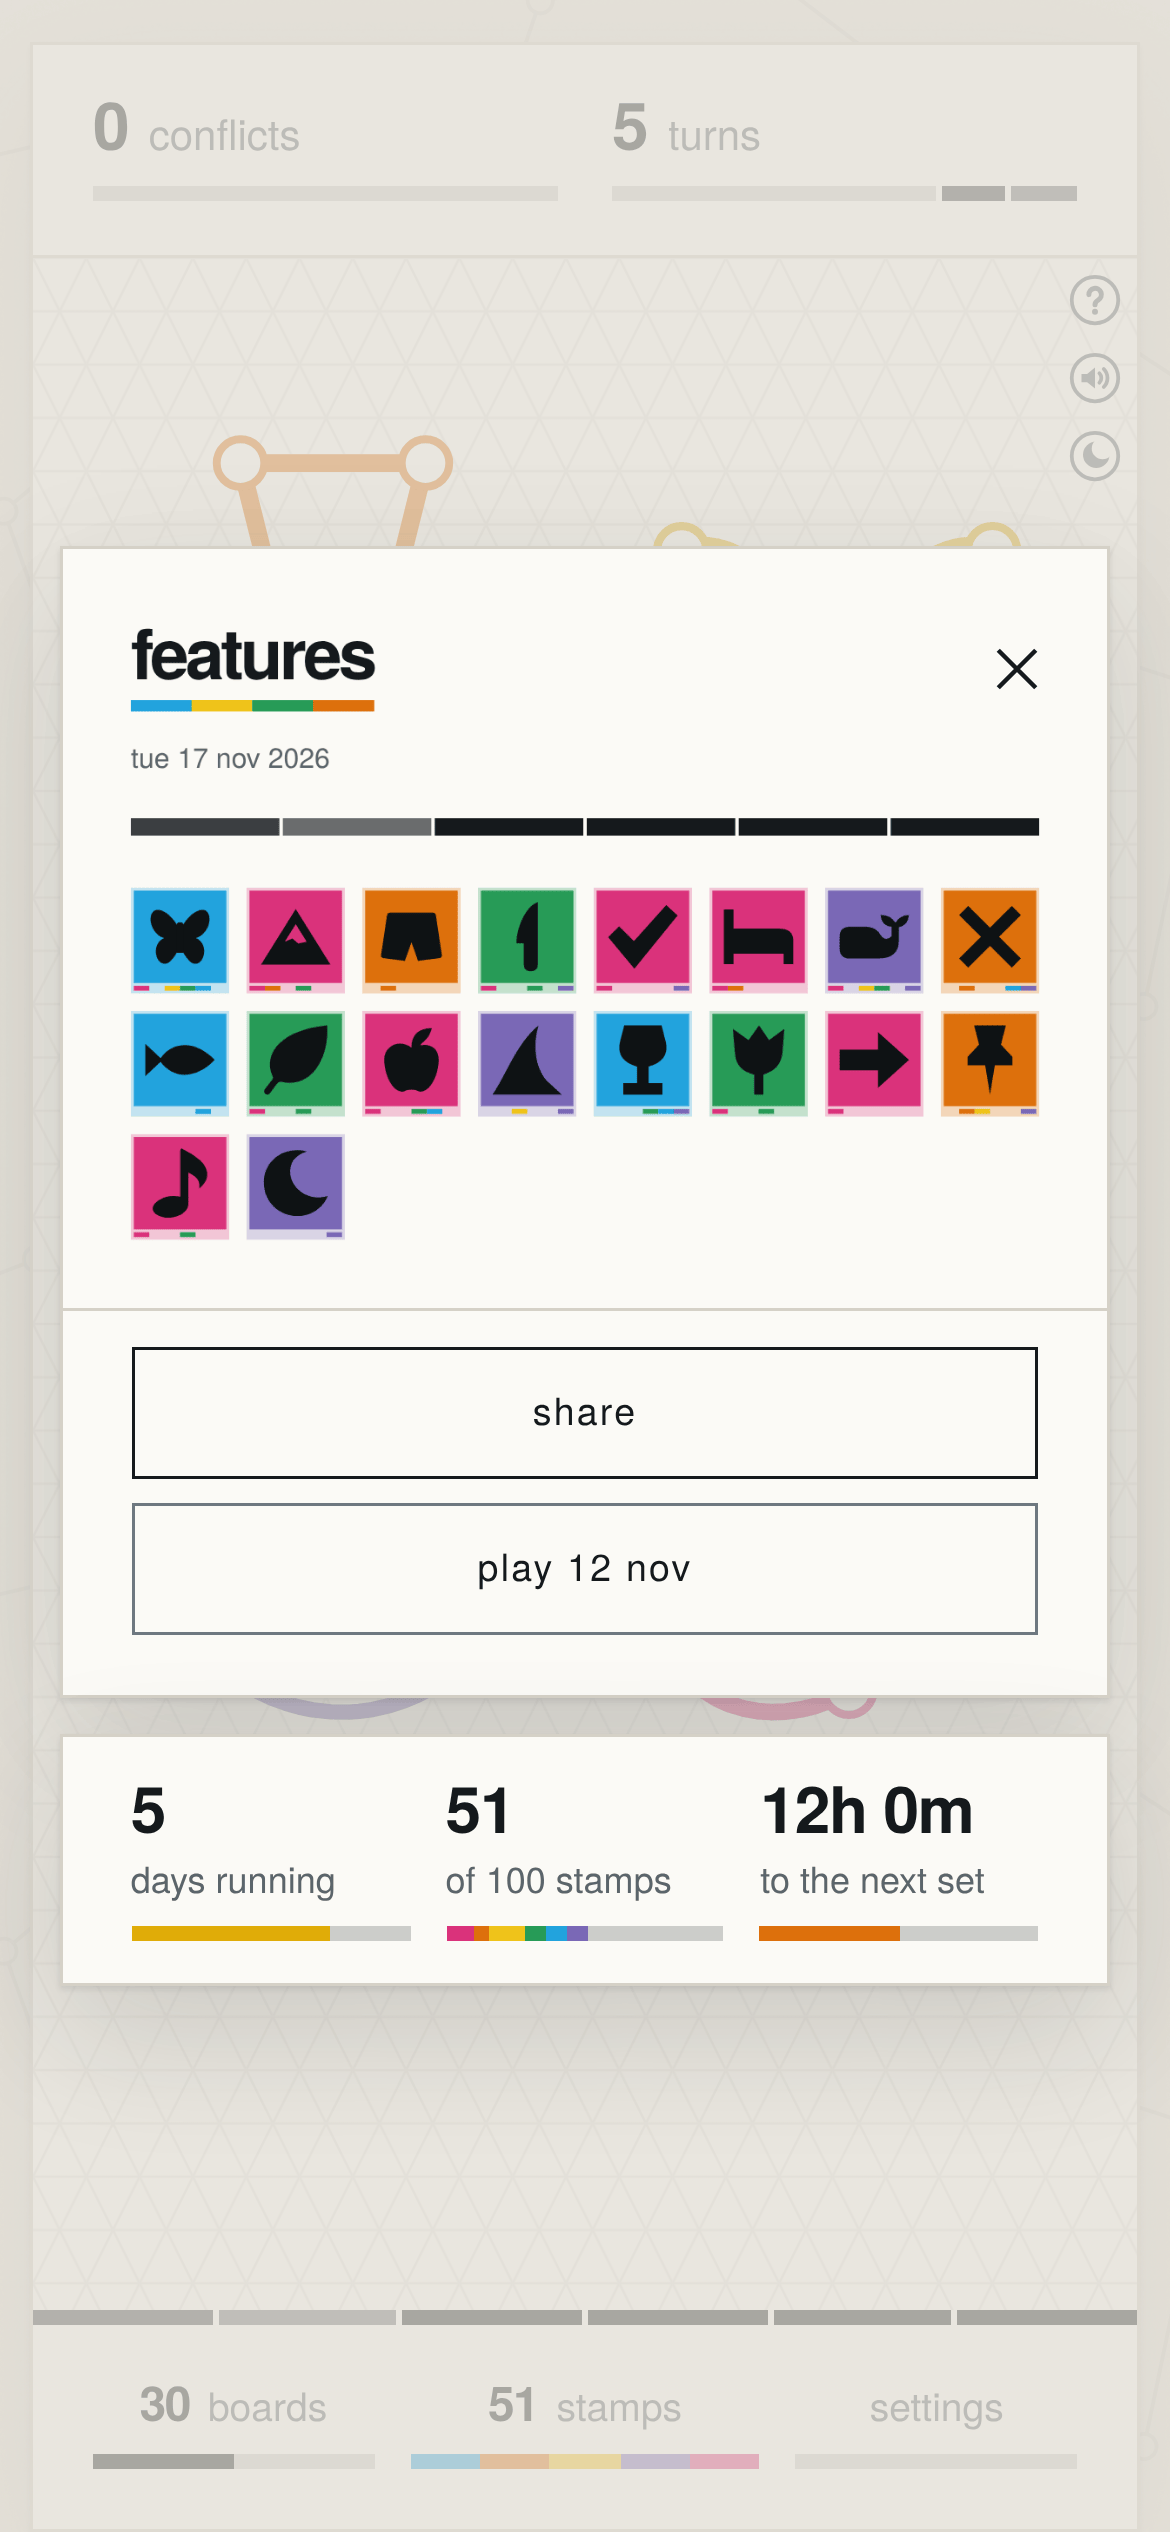 0 conflicts
5 turns
?
features
tue 17 nov 2026
share
play 12 nov
5
days running
51
of 100 stamps
12h 0m
to the next set
30 boards
51 stamps
settings